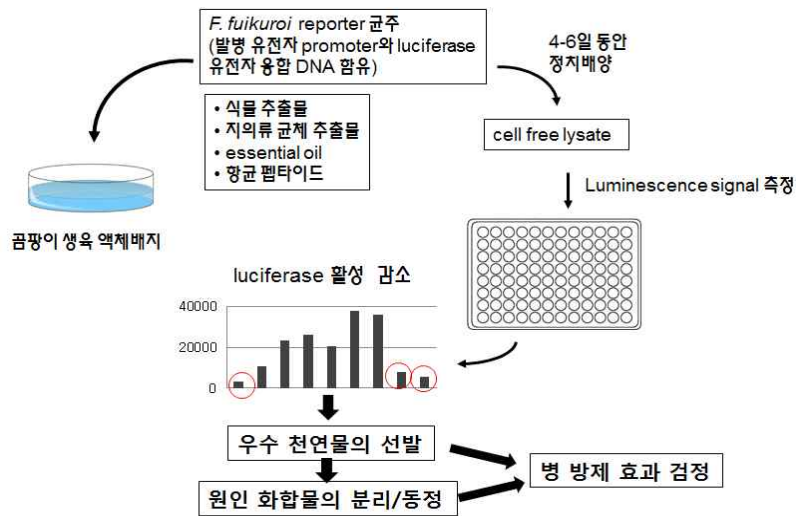 F. fuikuroi reporter 균주
(발병 유전자 promoter와 luciferase
유전자 융합 DNA 함유)
4-6일 동안
정치배양
• 식물 추출물
• 지의류 균체 추출물
• essential oil
• 항균 펩타이드
cell free lysate
Luminescence signal 측정
곰팡이 생육 액체배지
luciferase 활성 감소
40000
20000
0
우수 천연물의 선발
병 방제 효과 검정
원인 화합물의 분리/동정